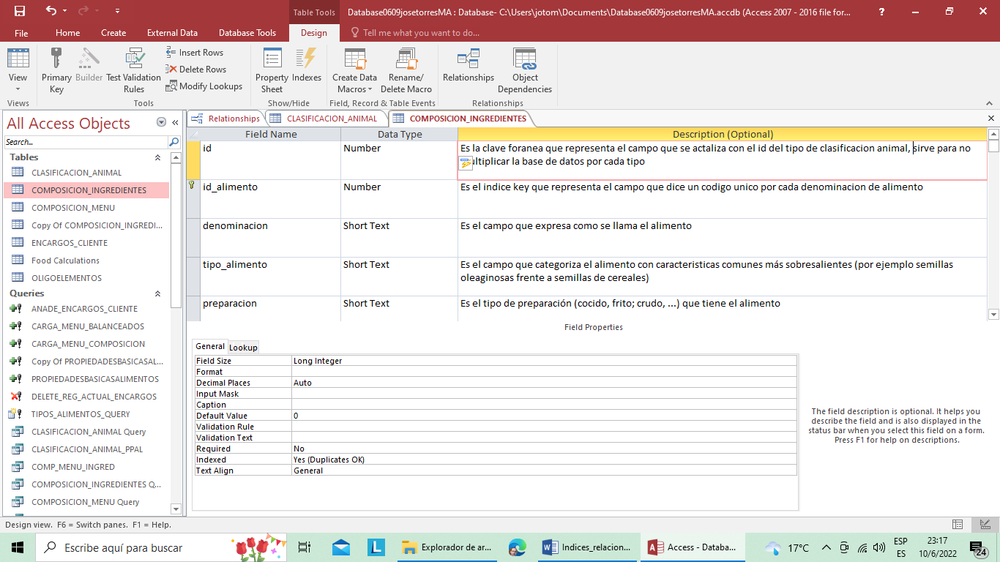 Table Tools
Database0609josetorresMA : Database- C:\Users\jotom\Documents\Database0609josetorresMA.accdb (Access 2007 - 2016 file for...
?
File
Home
Create
External Data
Database Tools
Design
Tell me what you want to do...
View
Primary Key
Builder
Test Validation Rules
Insert Rows
Delete Rows
Modify Lookups
Property Sheet
Indexes
Create Data Macros
Rename/ Delete Macro
Relationships
Object Dependencies
Views
Tools
Show/Hide
Field, Record & Table Events
Relationships
All Access Objects
Search...
Tables
CLASIFICACION_ANIMAL
COMPOSICION_INGREDIENTES
COMPOSICION_MENU
Copy Of COMPOSICION_INGREDI...
ENCARGOS_CLIENTE
Food Calculations
OLIGOELEMENTOS
Queries
ANADE_ENCARGOS_CLIENTE
CARGA_MENU_BALANCEADOS
CARGA_MENU_COMPOSICION
Copy Of PROPIEDADESBASICASAL...
PROPIEDADESBASICASALIMENTOS
DELETE_REG_ACTUAL_ENCARGOS
TIPOS_ALIMENTOS_QUERY
CLASIFICACION_ANIMAL Query
CLASIFICACION_ANIMAL_PPAL
COMP_MENU_INGRED
COMPOSICION_INGREDIENTES Q...
COMPOSICION_MENU Query
Relationships
CLASIFICACION_ANIMAL
COMPOSICION_INGREDIENTES
Field Name
Data Type
Description (Optional)
id
Number
Es la clave foranea que representa el campo que se actaliza con el id del tipo de clasificacion animal, sirve para no
ultiplicar la base de datos por cada tipo
id_alimento
Number
Es el indice key que representa el campo que dice un codigo unico por cada denominacion de alimento
denominacion
Short Text
Es el campo que expresa como se llama el alimento
tipo_alimento
Short Text
Es el campo que categoriza el alimento con caracteristicas comunes más sobresalientes (por ejemplo semillas
oleaginosas frente a semillas de cereales)
preparacion
Short Text
Es el tipo de preparación (cocido, frito; crudo, ...) que tiene el alimento
Field Properties
General
Lookup
Field Size
Long Integer
Format
Decimal Places
Auto
Input Mask
Caption
Default Value
0
Validation Rule
Validation Text
Required
No
Indexed
Yes (Duplicates OK)
Text Align
General
The field description is optional. It helps you
describe the field and is also displayed in the
status bar when you select this field on a form.
Press F1 for help on descriptions.
Design view. F6 = Switch panes. F1 = Help.
Escribe aquí para buscar
L
Explorador de ar...
Indices_relacion...
Access - Databa...
17°C
ESP
ES
23:17
10/6/2022
24